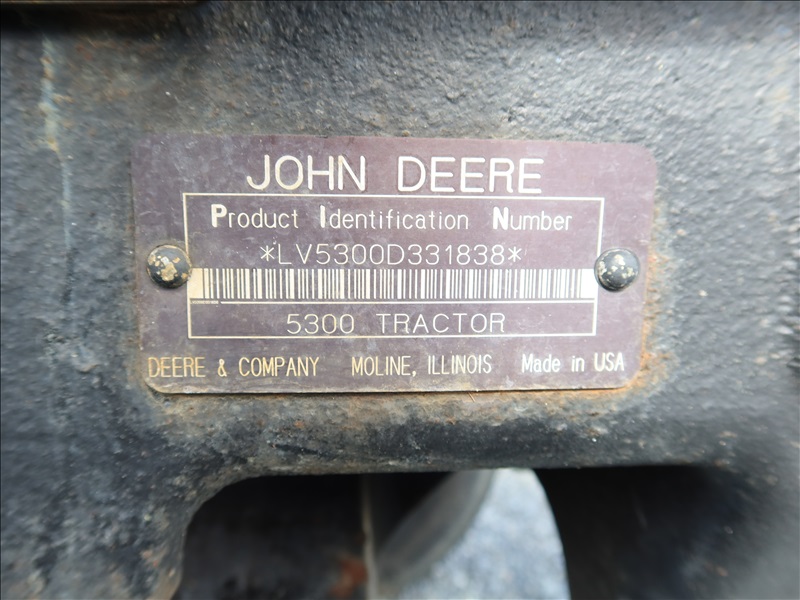 JOHN DEERE
Product Identification Number
*LV5300D331838*
5300 TRACTOR
DEERE & COMPANY MOLINE, ILLINOIS Made in USA